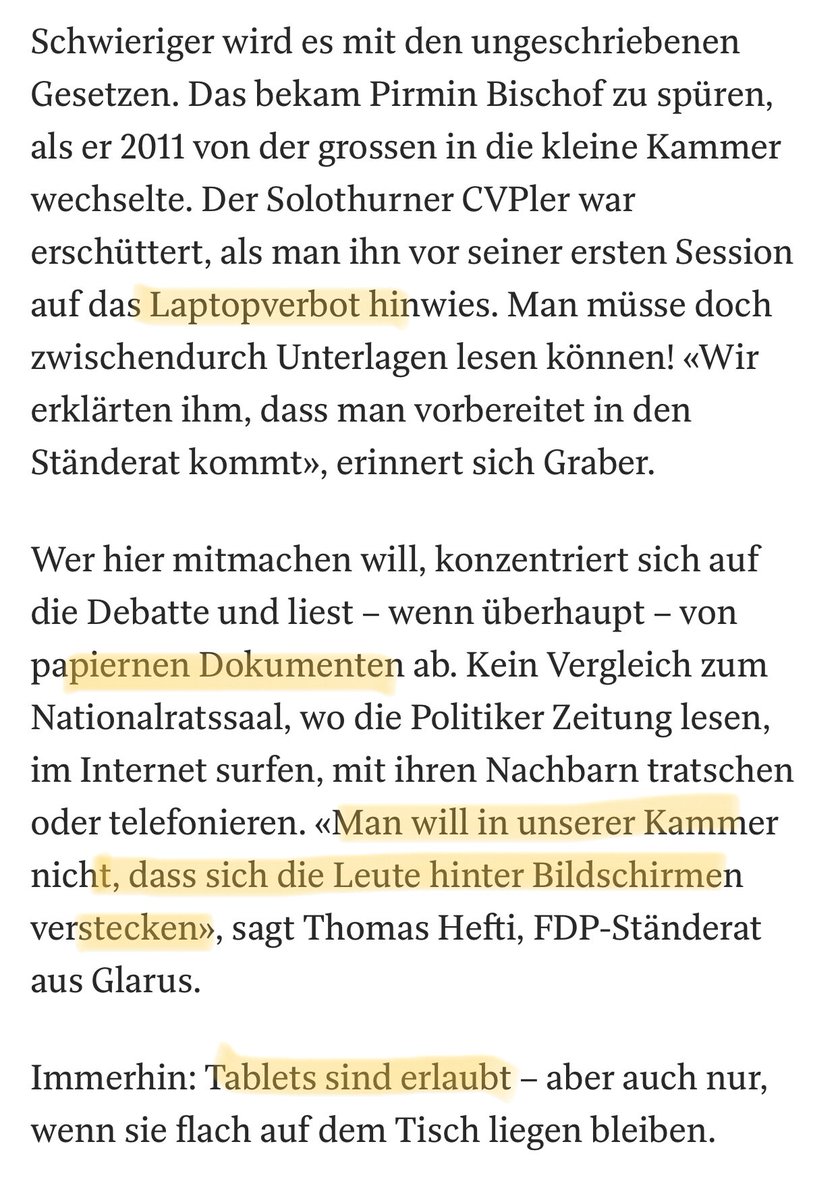 Schwieriger wird es mit den ungeschriebenen
Gesetzen. Das bekam Pirmin Bischof zu spüren,
als er 2011 von der grossen in die kleine Kammer
wechselte. Der Solothurner CVPler war
erschüttert, als man ihn vor seiner ersten Session
auf das Laptopverbot hinwies. Man müsse doch
zwischendurch Unterlagen lesen können! «Wir
erklärten ihm, dass man vorbereitet in den
Ständerat kommt», erinnert sich Graber.
Wer hier mitmachen will, konzentriert sich auf
die Debatte und liest – wenn überhaupt – von
papiernen Dokumenten ab. Kein Vergleich zum
Nationalratssaal, wo die Politiker Zeitung lesen,
im Internet surfen, mit ihren Nachbarn tratschen
oder telefonieren. «Man will in unserer Kammer
nicht, dass sich die Leute hinter Bildschirmen
verstecken», sagt Thomas Hefti, FDP-Ständerat
aus Glarus.
Immerhin: Tablets sind erlaubt – aber auch nur,
wenn sie flach auf dem Tisch liegen bleiben.